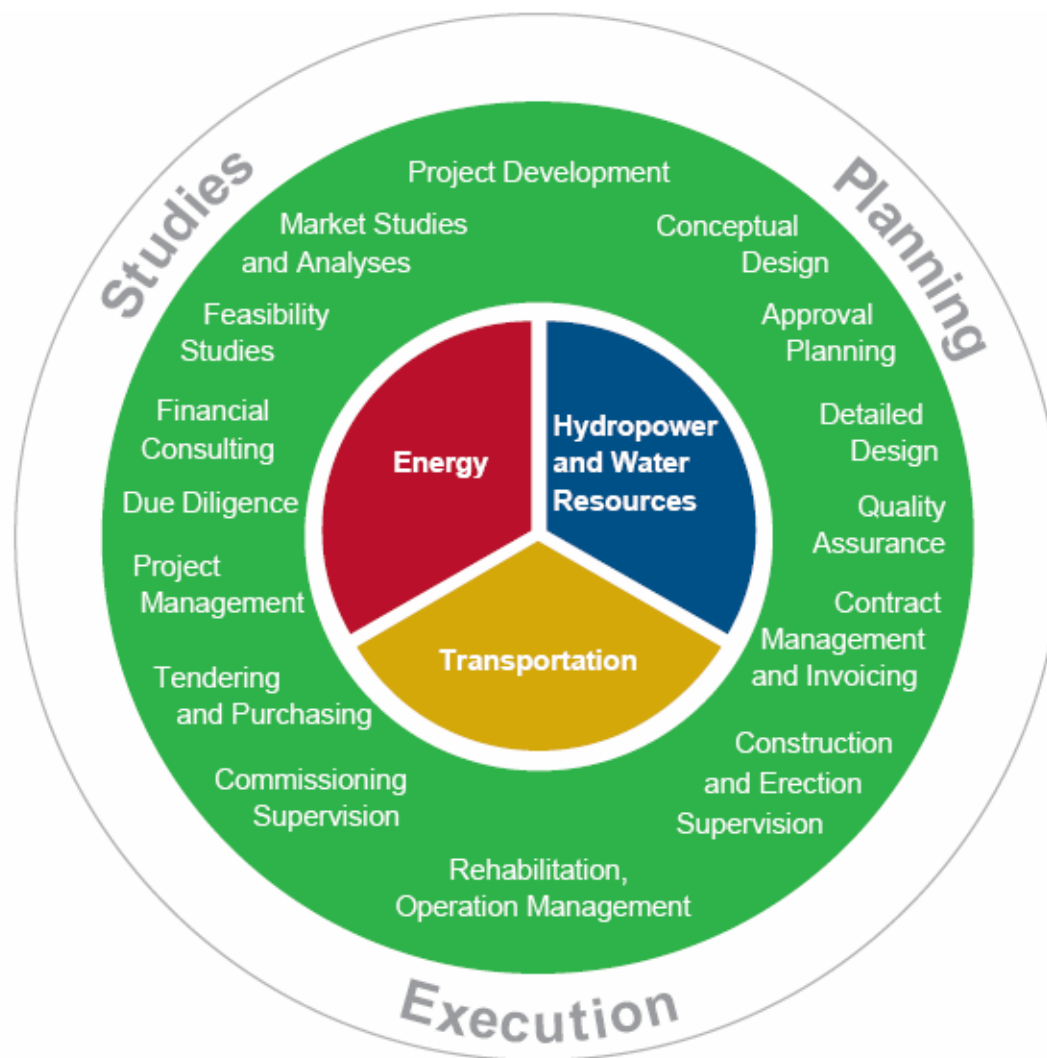 Studies
Planning
Execution
Project Development
Conceptual
Design
Approval
Planning
Detailed
Design
Quality
Assurance
Contract
Management
and Invoicing
Construction
and Erection
Supervision
Rehabilitation,
Operation Management
Commissioning
Supervision
Tendering
and Purchasing
Project
Management
Due Diligence
Financial
Consulting
Feasibility
Studies
Market Studies
and Analyses
Energy
Hydropower
and Water
Resources
Transportation